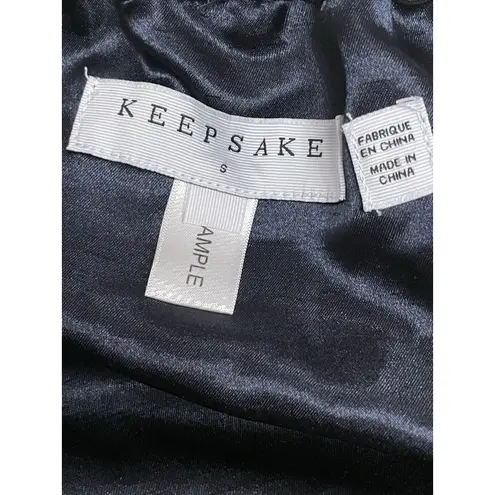 KEEPSAKE
S
AMPLE
FABRIQUE
EN CHINA
MADE IN
CHINA